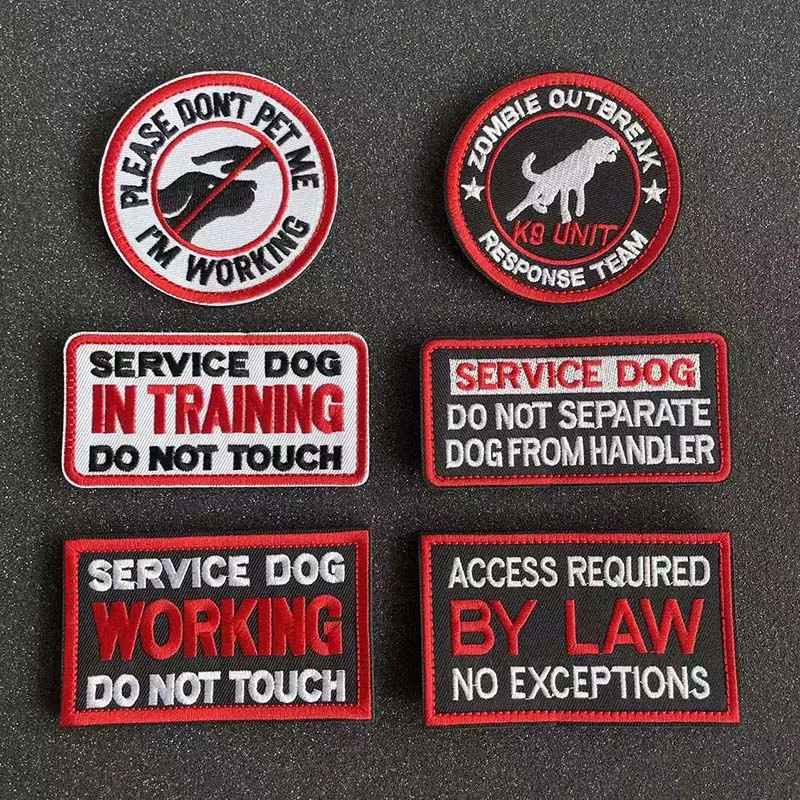 PLEASE DON'T PET ME
I'M WORKING
ZOMBIE OUTBREAK
K9 UNIT
RESPONSE TEAM
SERVICE DOG
IN TRAINING
DO NOT TOUCH
SERVICE DOG
DO NOT SEPARATE
DOG FROM HANDLER
SERVICE DOG
WORKING
DO NOT TOUCH
ACCESS REQUIRED
BY LAW
NO EXCEPTIONS